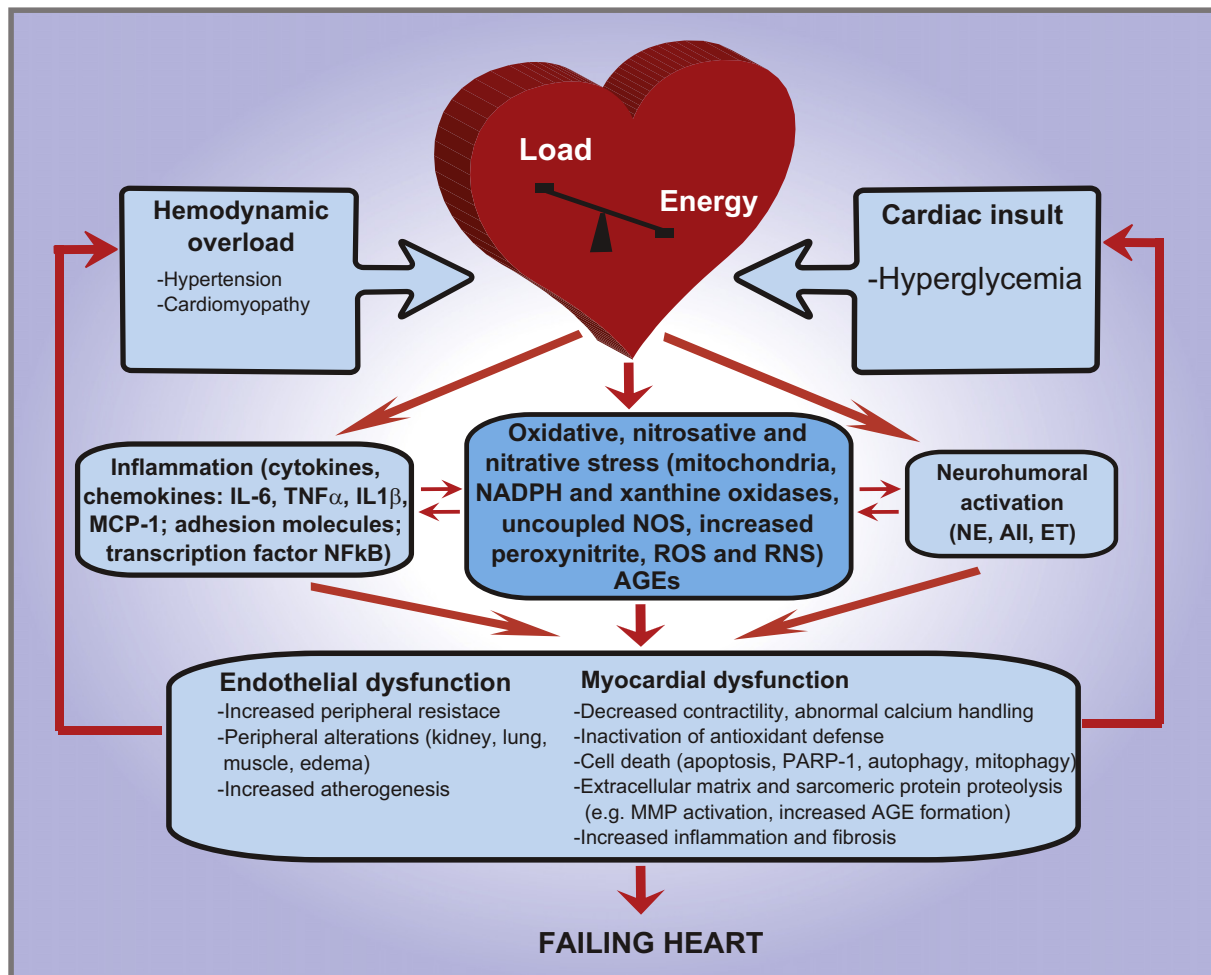 Load
Energy
Hemodynamic
overload
-Hypertension
-Cardiomyopathy
Cardiac insult
-Hyperglycemia
Inflammation (cytokines,
chemokines: IL-6, TNFα, IL1β,
MCP-1; adhesion molecules;
transcription factor NFkB)
Oxidative, nitrosative and
nitrative stress (mitochondria,
NADPH and xanthine oxidases,
uncoupled NOS, increased
peroxynitrite, ROS and RNS)
AGEs
Neurohumoral
activation
(NE, AII, ET)
Endothelial dysfunction
-Increased peripheral resistace
-Peripheral alterations (kidney, lung,
muscle, edema)
-Increased atherogenesis
Myocardial dysfunction
-Decreased contractility, abnormal calcium handling
-Inactivation of antioxidant defense
-Cell death (apoptosis, PARP-1, autophagy, mitophagy)
-Extracellular matrix and sarcomeric protein proteolysis
(e.g. MMP activation, increased AGE formation)
-Increased inflammation and fibrosis
FAILING HEART